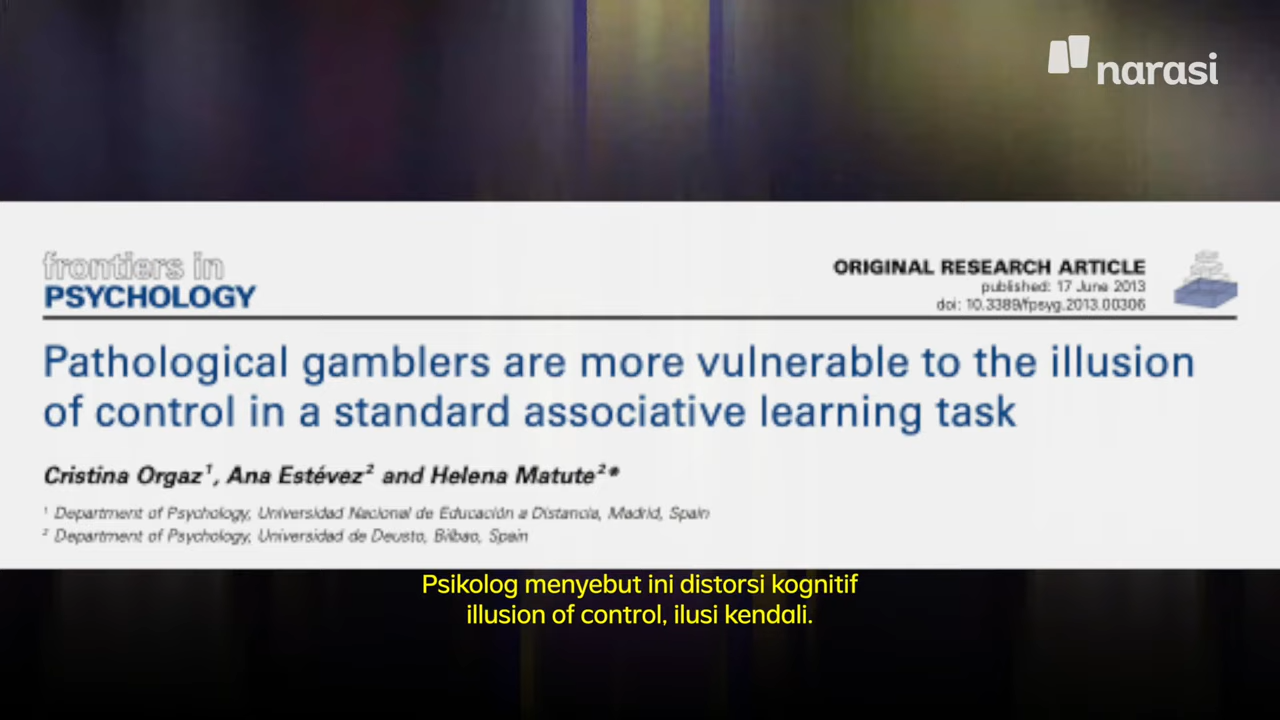 narasi
frontiers in
PSYCHOLOGY
ORIGINAL RESEARCH ARTICLE
published: 17 June 2013
doi: 10.3389/fpsyg.2013.00306
Pathological gamblers are more vulnerable to the illusion
of control in a standard associative learning task
Cristina Orgaz¹, Ana Estévez² and Helena Matute²*
¹ Department of Psychology, Universidad Nacional de Educación a Distancia, Madrid, Spain
² Department of Psychology, Universidad de Deusto, Bilbao, Spain
Psikolog menyebut ini distorsi kognitif
illusion of control, ilusi kendali.